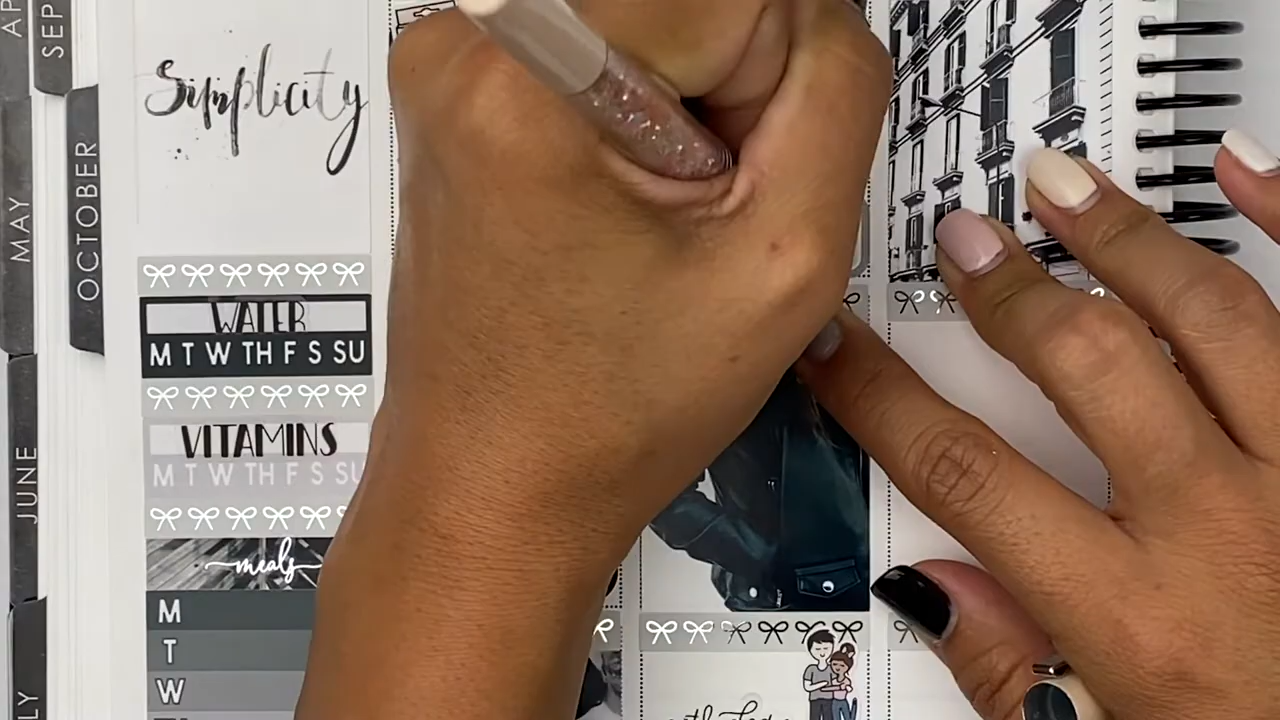 SEP
OCTOBER
MAY
JUNE
Simplicity
WATER
M T W TH F S SU
VITAMINS
M T W TH F S SU
meals
M
T
W